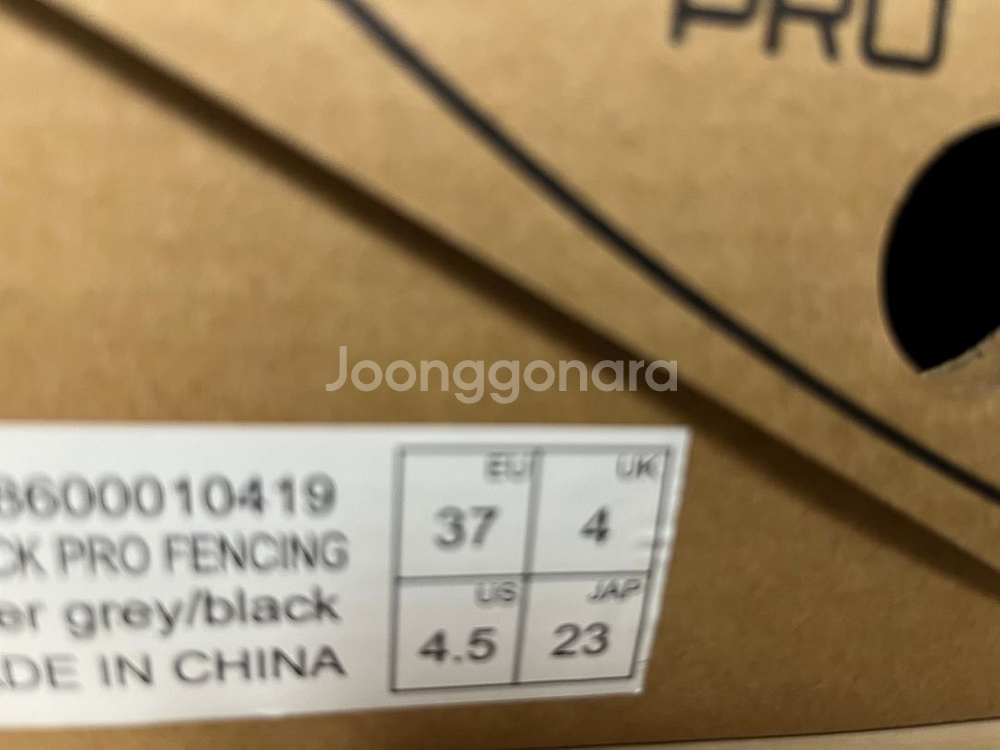 PRO
Joonggonara
8600010419
CK PRO FENCING
er grey/black
ADE IN CHINA
EU UK
37 4
US JAP
4.5 23